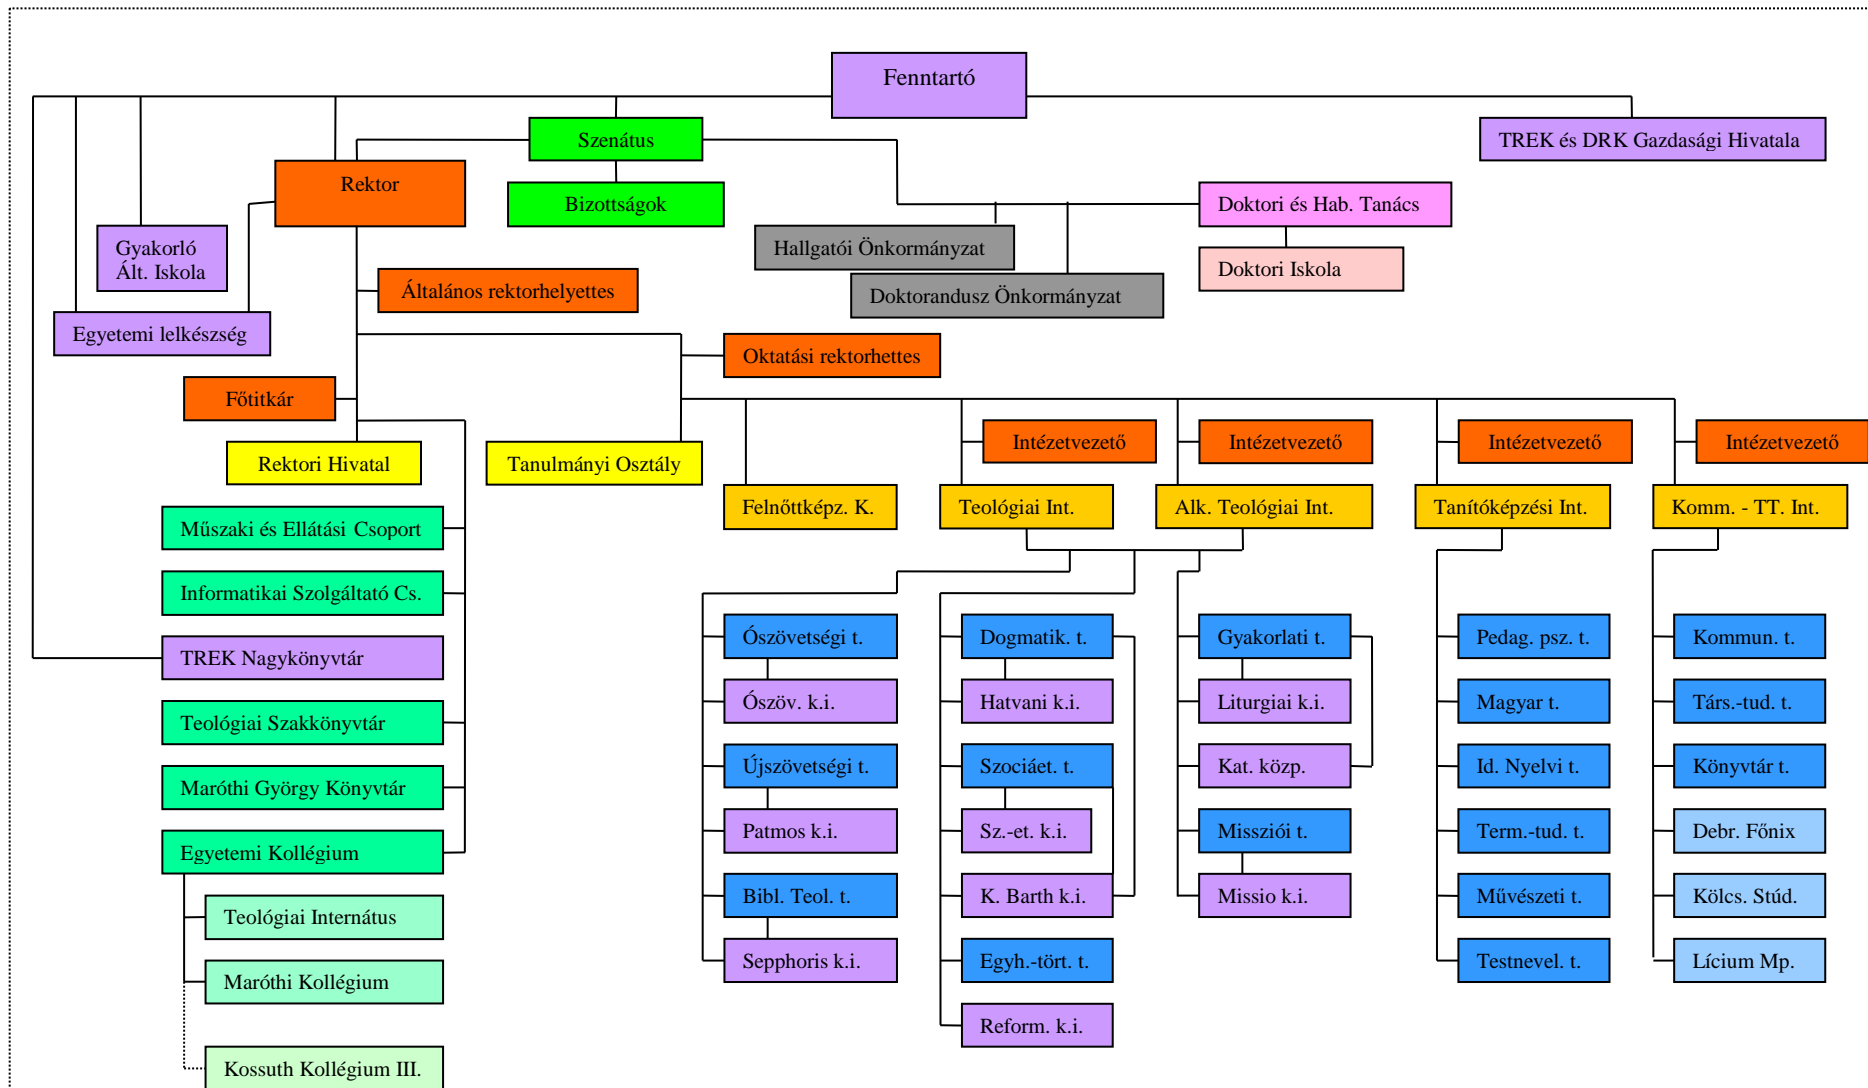 Fenntartó
Szenátus
TREK és DRK Gazdasági Hivatala
Rektor
Bizottságok
Doktori és Hab. Tanács
Gyakorló
Ált. Iskola
Hallgatói Önkormányzat
Doktori Iskola
Általános rektorhelyettes
Doktorandusz Önkormányzat
Egyetemi lelkészség
Oktatási rektorhettes
Főtitkár
Rektori Hivatal
Tanulmányi Osztály
Intézetvezető
Intézetvezető
Intézetvezető
Intézetvezető
Felnőttképz. K.
Teológiai Int.
Alk. Teológiai Int.
Tanítóképzési Int.
Komm. - TT. Int.
Műszaki és Ellátási Csoport
Informatikai Szolgáltató Cs.
TREK Nagykönyvtár
Teológiai Szakkönyvtár
Maróthi György Könyvtár
Egyetemi Kollégium
Teológiai Internátus
Maróthi Kollégium
Kossuth Kollégium III.
Ószövetségi t.
Ószöv. k.i.
Újszövetségi t.
Patmos k.i.
Bibl. Teol. t.
Sepphoris k.i.
Dogmatik. t.
Hatvani k.i.
Szociáet. t.
Sz.-et. k.i.
K. Barth k.i.
Egyh.-tört. t.
Reform. k.i.
Gyakorlati t.
Liturgiai k.i.
Kat. közp.
Missziói t.
Missio k.i.
Pedag. psz. t.
Magyar t.
Id. Nyelvi t.
Term.-tud. t.
Művészeti t.
Testnevel. t.
Kommun. t.
Társ.-tud. t.
Könyvtár t.
Debr. Főnix
Kölcs. Stúd.
Lícium Mp.